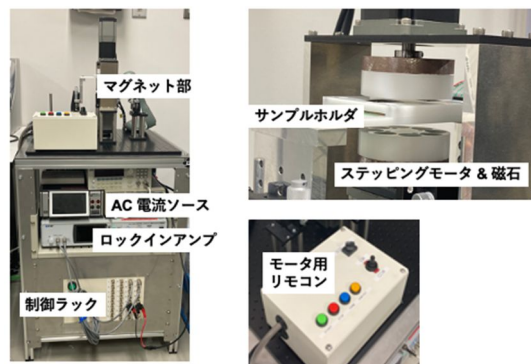 マグネット部
AC 電流ソース
ロックインアンプ
制御ラック
サンプルホルダ
ステッピングモータ & 磁石
モータ用
リモコン